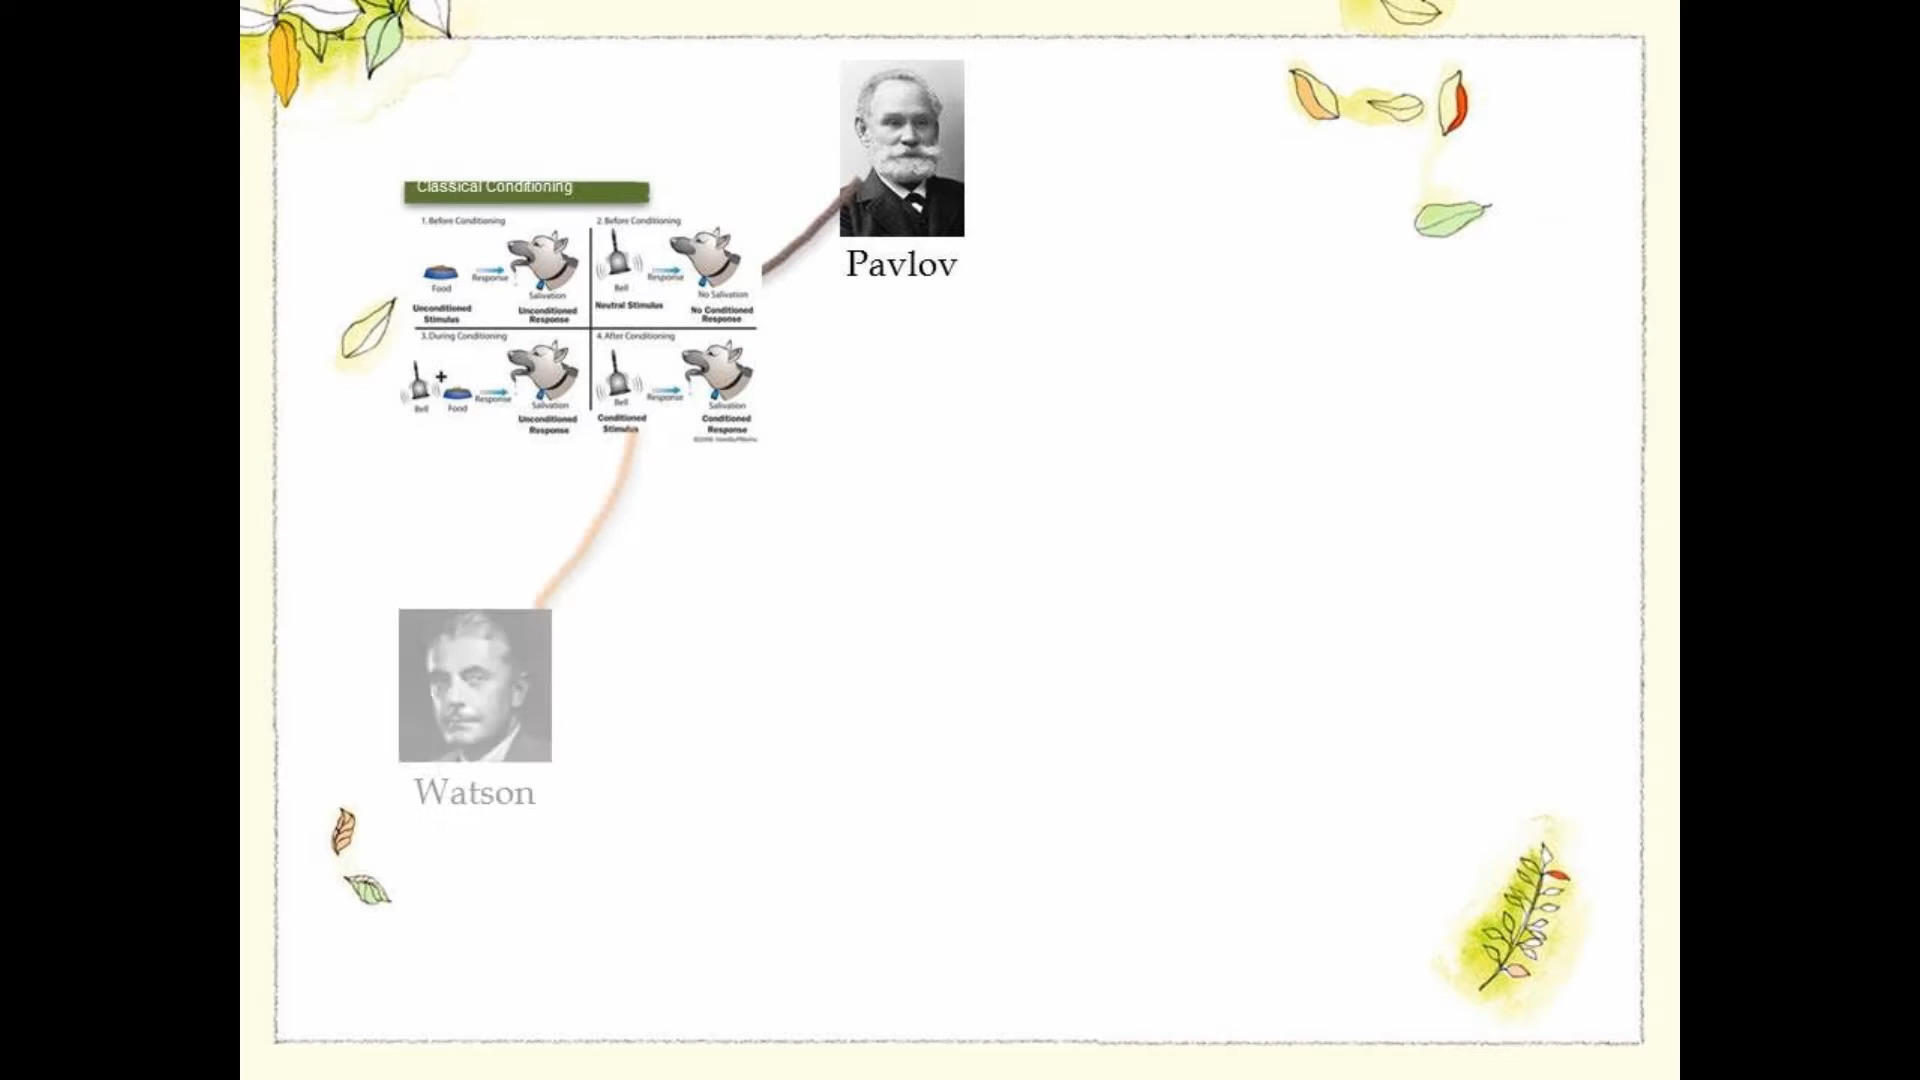 Classical Conditioning
Pavlov
1. Before Conditioning
2. Before Conditioning
Food
Response
Salivation
Unconditioned
Stimulus
Unconditioned
Response
Bell
Response
No Salivation
Neutral Stimulus
No Conditioned
Response
3. During Conditioning
4. After Conditioning
+
Bell
Food
Response
Salivation
Unconditioned
Response
Bell
Response
Salivation
Conditioned
Stimulus
Conditioned
Response
Watson